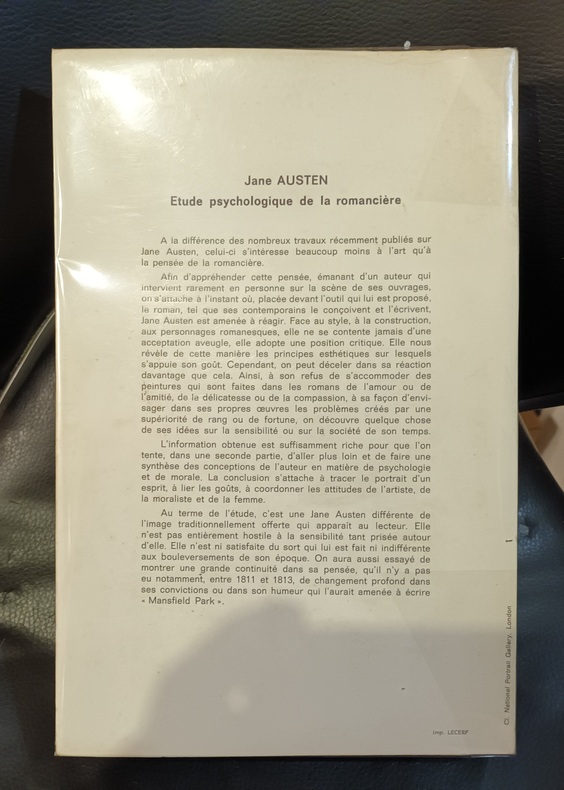 Jane AUSTEN
Etude psychologique de la romancière
A la différence des nombreux travaux récemment publiés sur
Jane Austen, celui-ci s'intéresse beaucoup moins à l'art qu'à
la pensée de la romancière.
Afin d'appréhender cette pensée, émanant d'un auteur qui
intervient rarement en personne sur la scène de ses ouvrages,
on s'attache à l'instant où, placée devant l'outil qui lui est proposé,
le roman, tel que ses contemporains le conçoivent et l'écrivent,
Jane Austen est amenée à réagir. Face au style, à la construction,
aux personnages romanesques, elle ne se contente jamais d'une
acceptation aveugle, elle adopte une position critique. Elle nous
révèle de cette manière les principes esthétiques sur lesquels
s'appuie son goût. Cependant, on peut déceler dans sa réaction
davantage que cela. Ainsi, à son refus de s'accommoder des
peintures qui sont faites dans les romans de l'amour ou de
l'amitié, de la délicatesse ou de la compassion, à sa façon d'envi-
sager dans ses propres œuvres les problèmes créés par une
supériorité de rang ou de fortune, on découvre quelque chose
de ses idées sur la sensibilité ou sur la société de son temps.
L'information obtenue est suffisamment riche pour que l'on
tente, dans une seconde partie, d'aller plus loin et de faire une
synthèse des conceptions de l'auteur en matière de psychologie
et de morale. La conclusion s'attache à tracer le portrait d'un
esprit, à lier les goûts, à coordonner les attitudes de l'artiste, de
la moraliste et de la femme.
Au terme de l'étude, c'est une Jane Austen différente de
l'image traditionnellement offerte qui apparait au lecteur. Elle
n'est pas entièrement hostile à la sensibilité tant prisée autour
d'elle. Elle n'est ni satisfaite du sort qui lui est fait ni indifférente
aux bouleversements de son époque. On aura aussi essayé de
montrer une grande continuité dans sa pensée, qu'il n'y a pas
eu notamment, entre 1811 et 1813, de changement profond dans
ses convictions ou dans son humeur qui l'aurait amenée à écrire
« Mansfield Park ».
Cl. National Portrait Gallery, London
Imp. LECERF